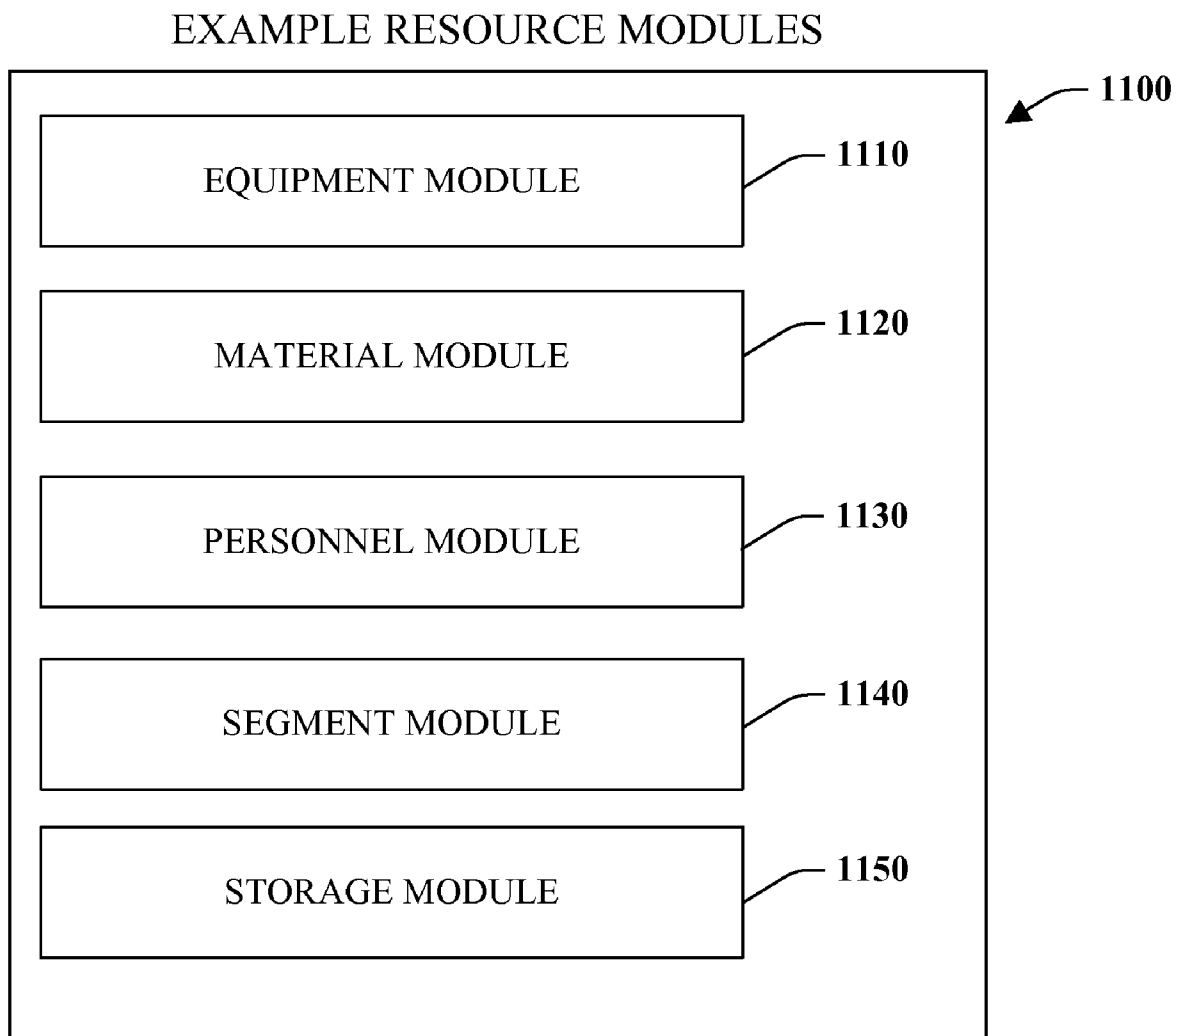 EXAMPLE RESOURCE MODULES
1100
EQUIPMENT MODULE
1110
MATERIAL MODULE
1120
PERSONNEL MODULE
1130
SEGMENT MODULE
1140
STORAGE MODULE
1150